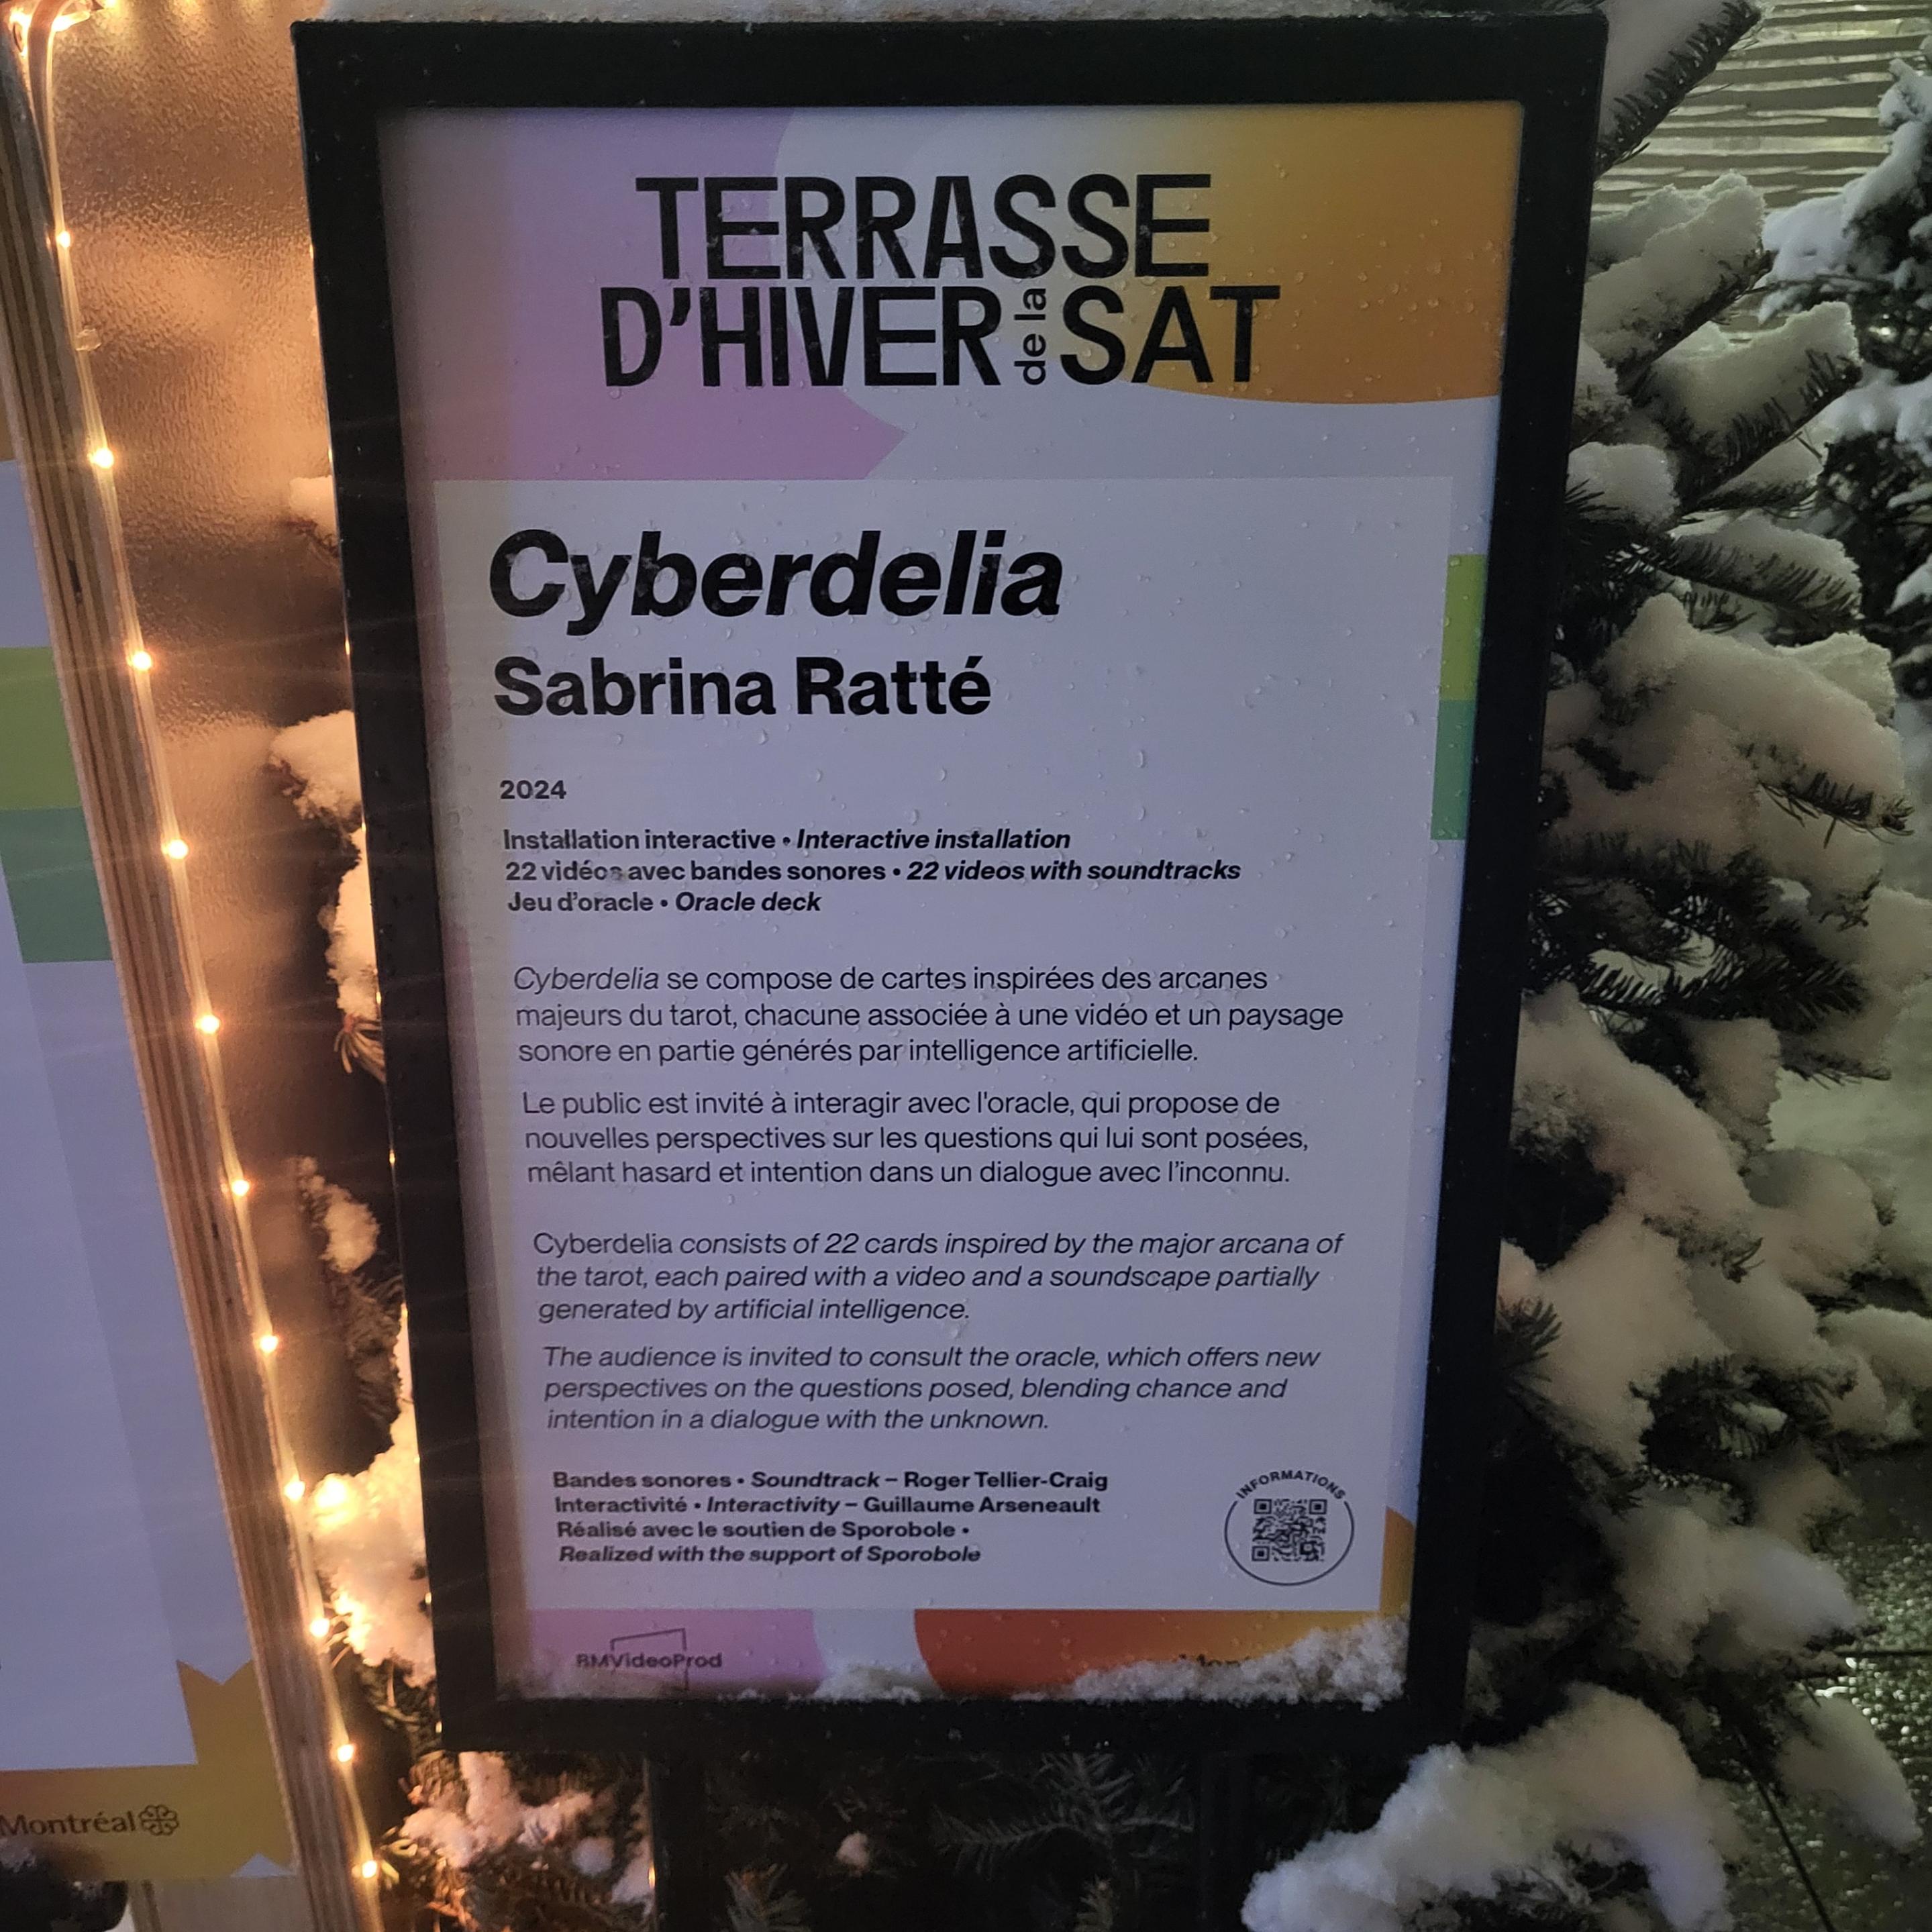 TERRASSE
D'HIVER de la SAT
Cyberdelia
Sabrina Ratté
2024
Installation interactive • Interactive installation
22 vidéos avec bandes sonores • 22 videos with soundtracks
Jeu d'oracle • Oracle deck
Cyberdelia se compose de cartes inspirées des arcanes
majeurs du tarot, chacune associée à une vidéo et un paysage
sonore en partie générés par intelligence artificielle.
Le public est invité à interagir avec l'oracle, qui propose de
nouvelles perspectives sur les questions qui lui sont posées,
mêlant hasard et intention dans un dialogue avec l'inconnu.
Cyberdelia consists of 22 cards inspired by the major arcana of
the tarot, each paired with a video and a soundscape partially
generated by artificial intelligence.
The audience is invited to consult the oracle, which offers new
perspectives on the questions posed, blending chance and
intention in a dialogue with the unknown.
Bandes sonores • Soundtrack – Roger Tellier-Craig
Interactivité • Interactivity – Guillaume Arseneault
Réalisé avec le soutien de Sporobole •
Realized with the support of Sporobole
INFORMATIONS
BMVideoProd
Montréal